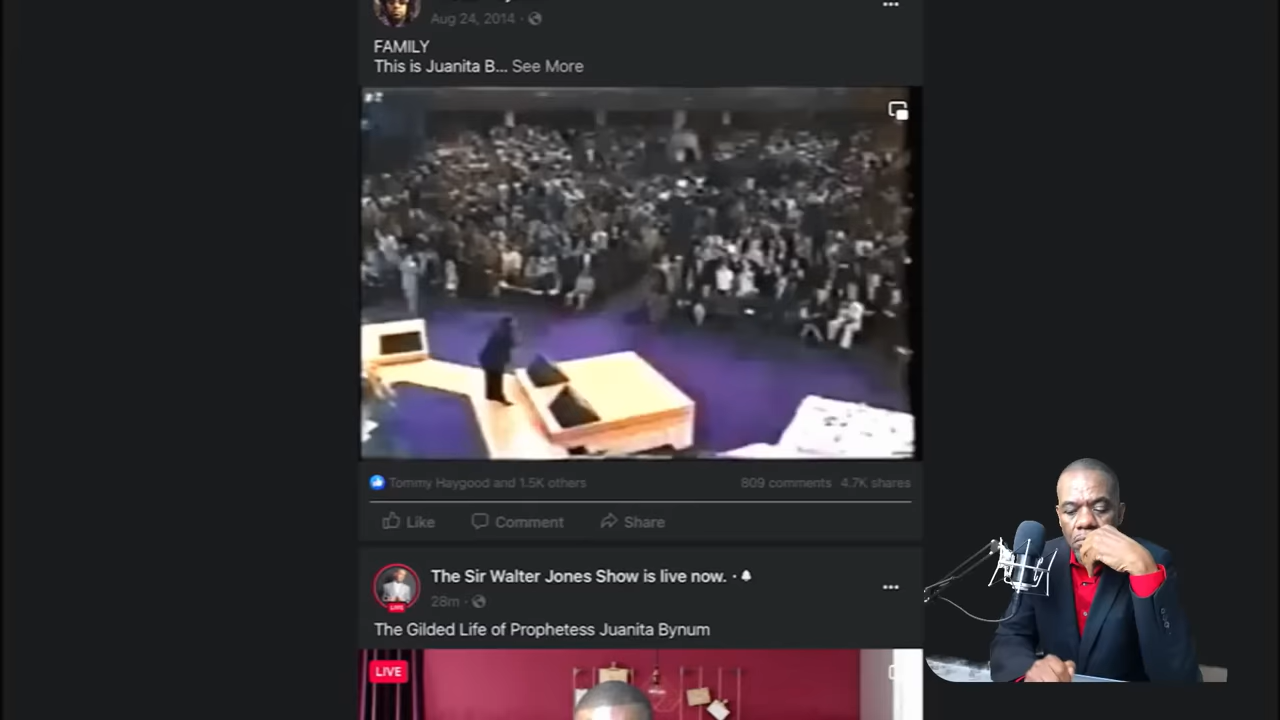 Aug 24, 2014 ·
FAMILY
This is Juanita B... See More
Tommy Haygood and 1.5K others
809 comments 4.7K shares
Like Comment Share
The Sir Walter Jones Show is live now. ·
LIVE
28m ·
The Gilded Life of Prophetess Juanita Bynum
LIVE